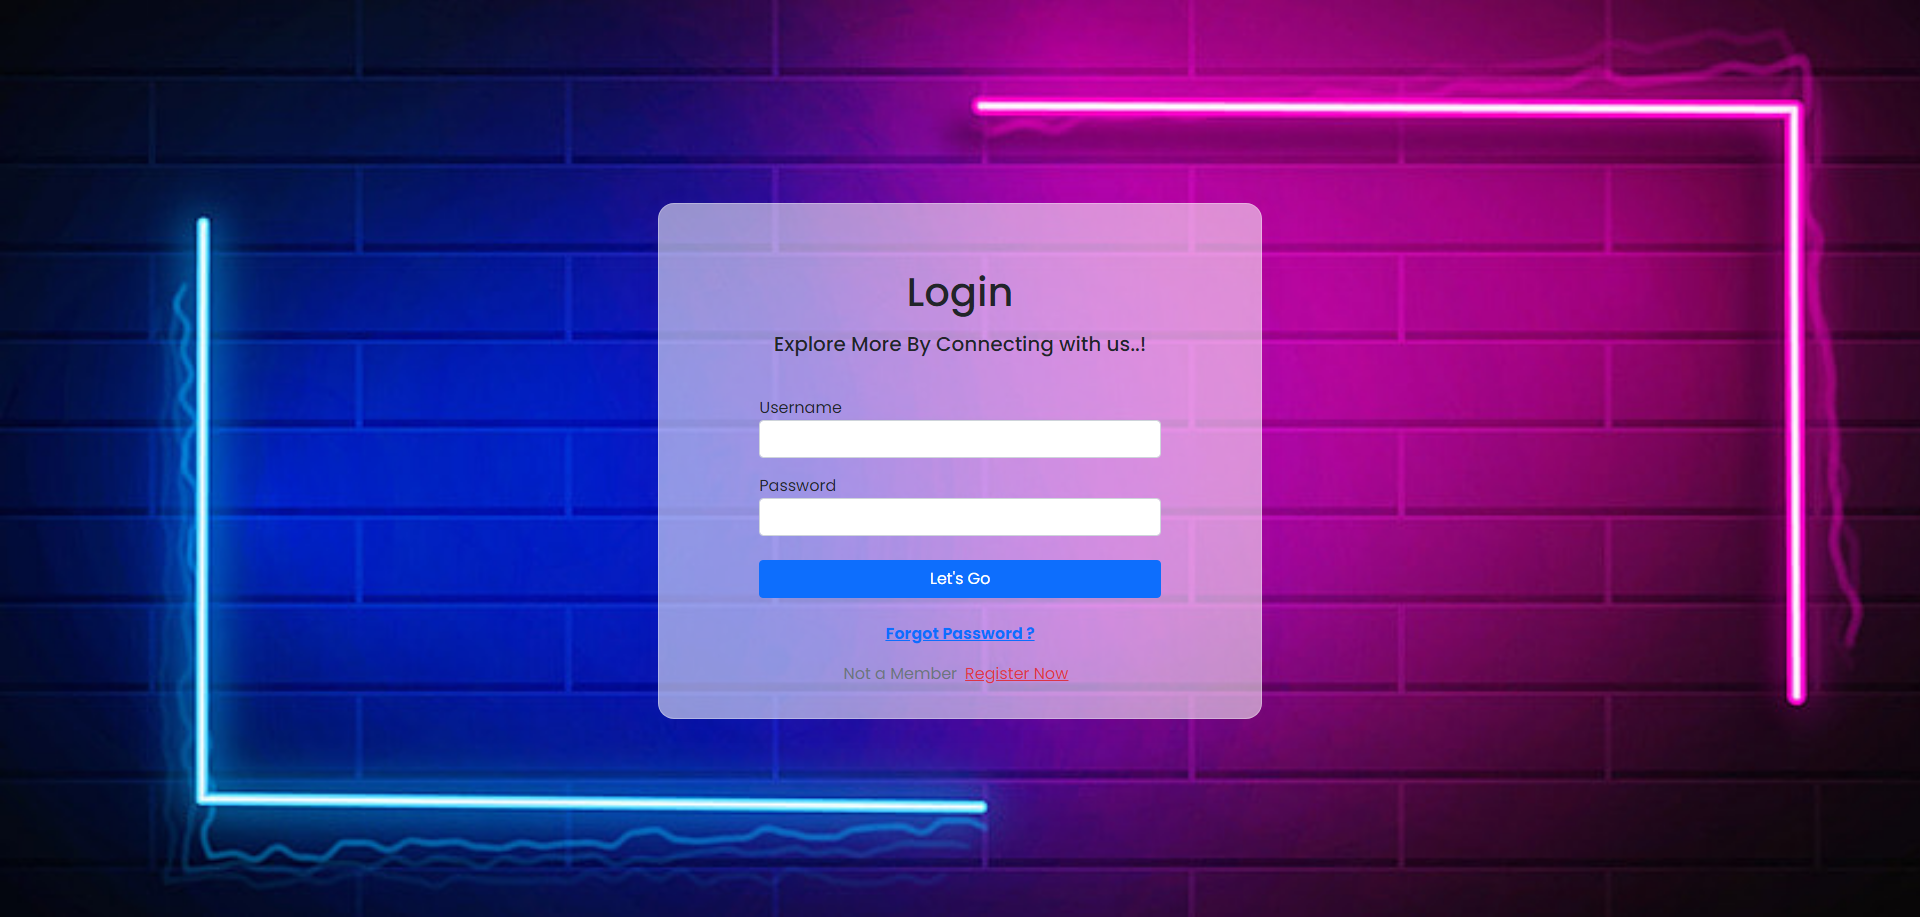 Login
Explore More By Connecting with us..!
Username
Password
Let's Go
Forgot Password ?
Not a Member Register Now